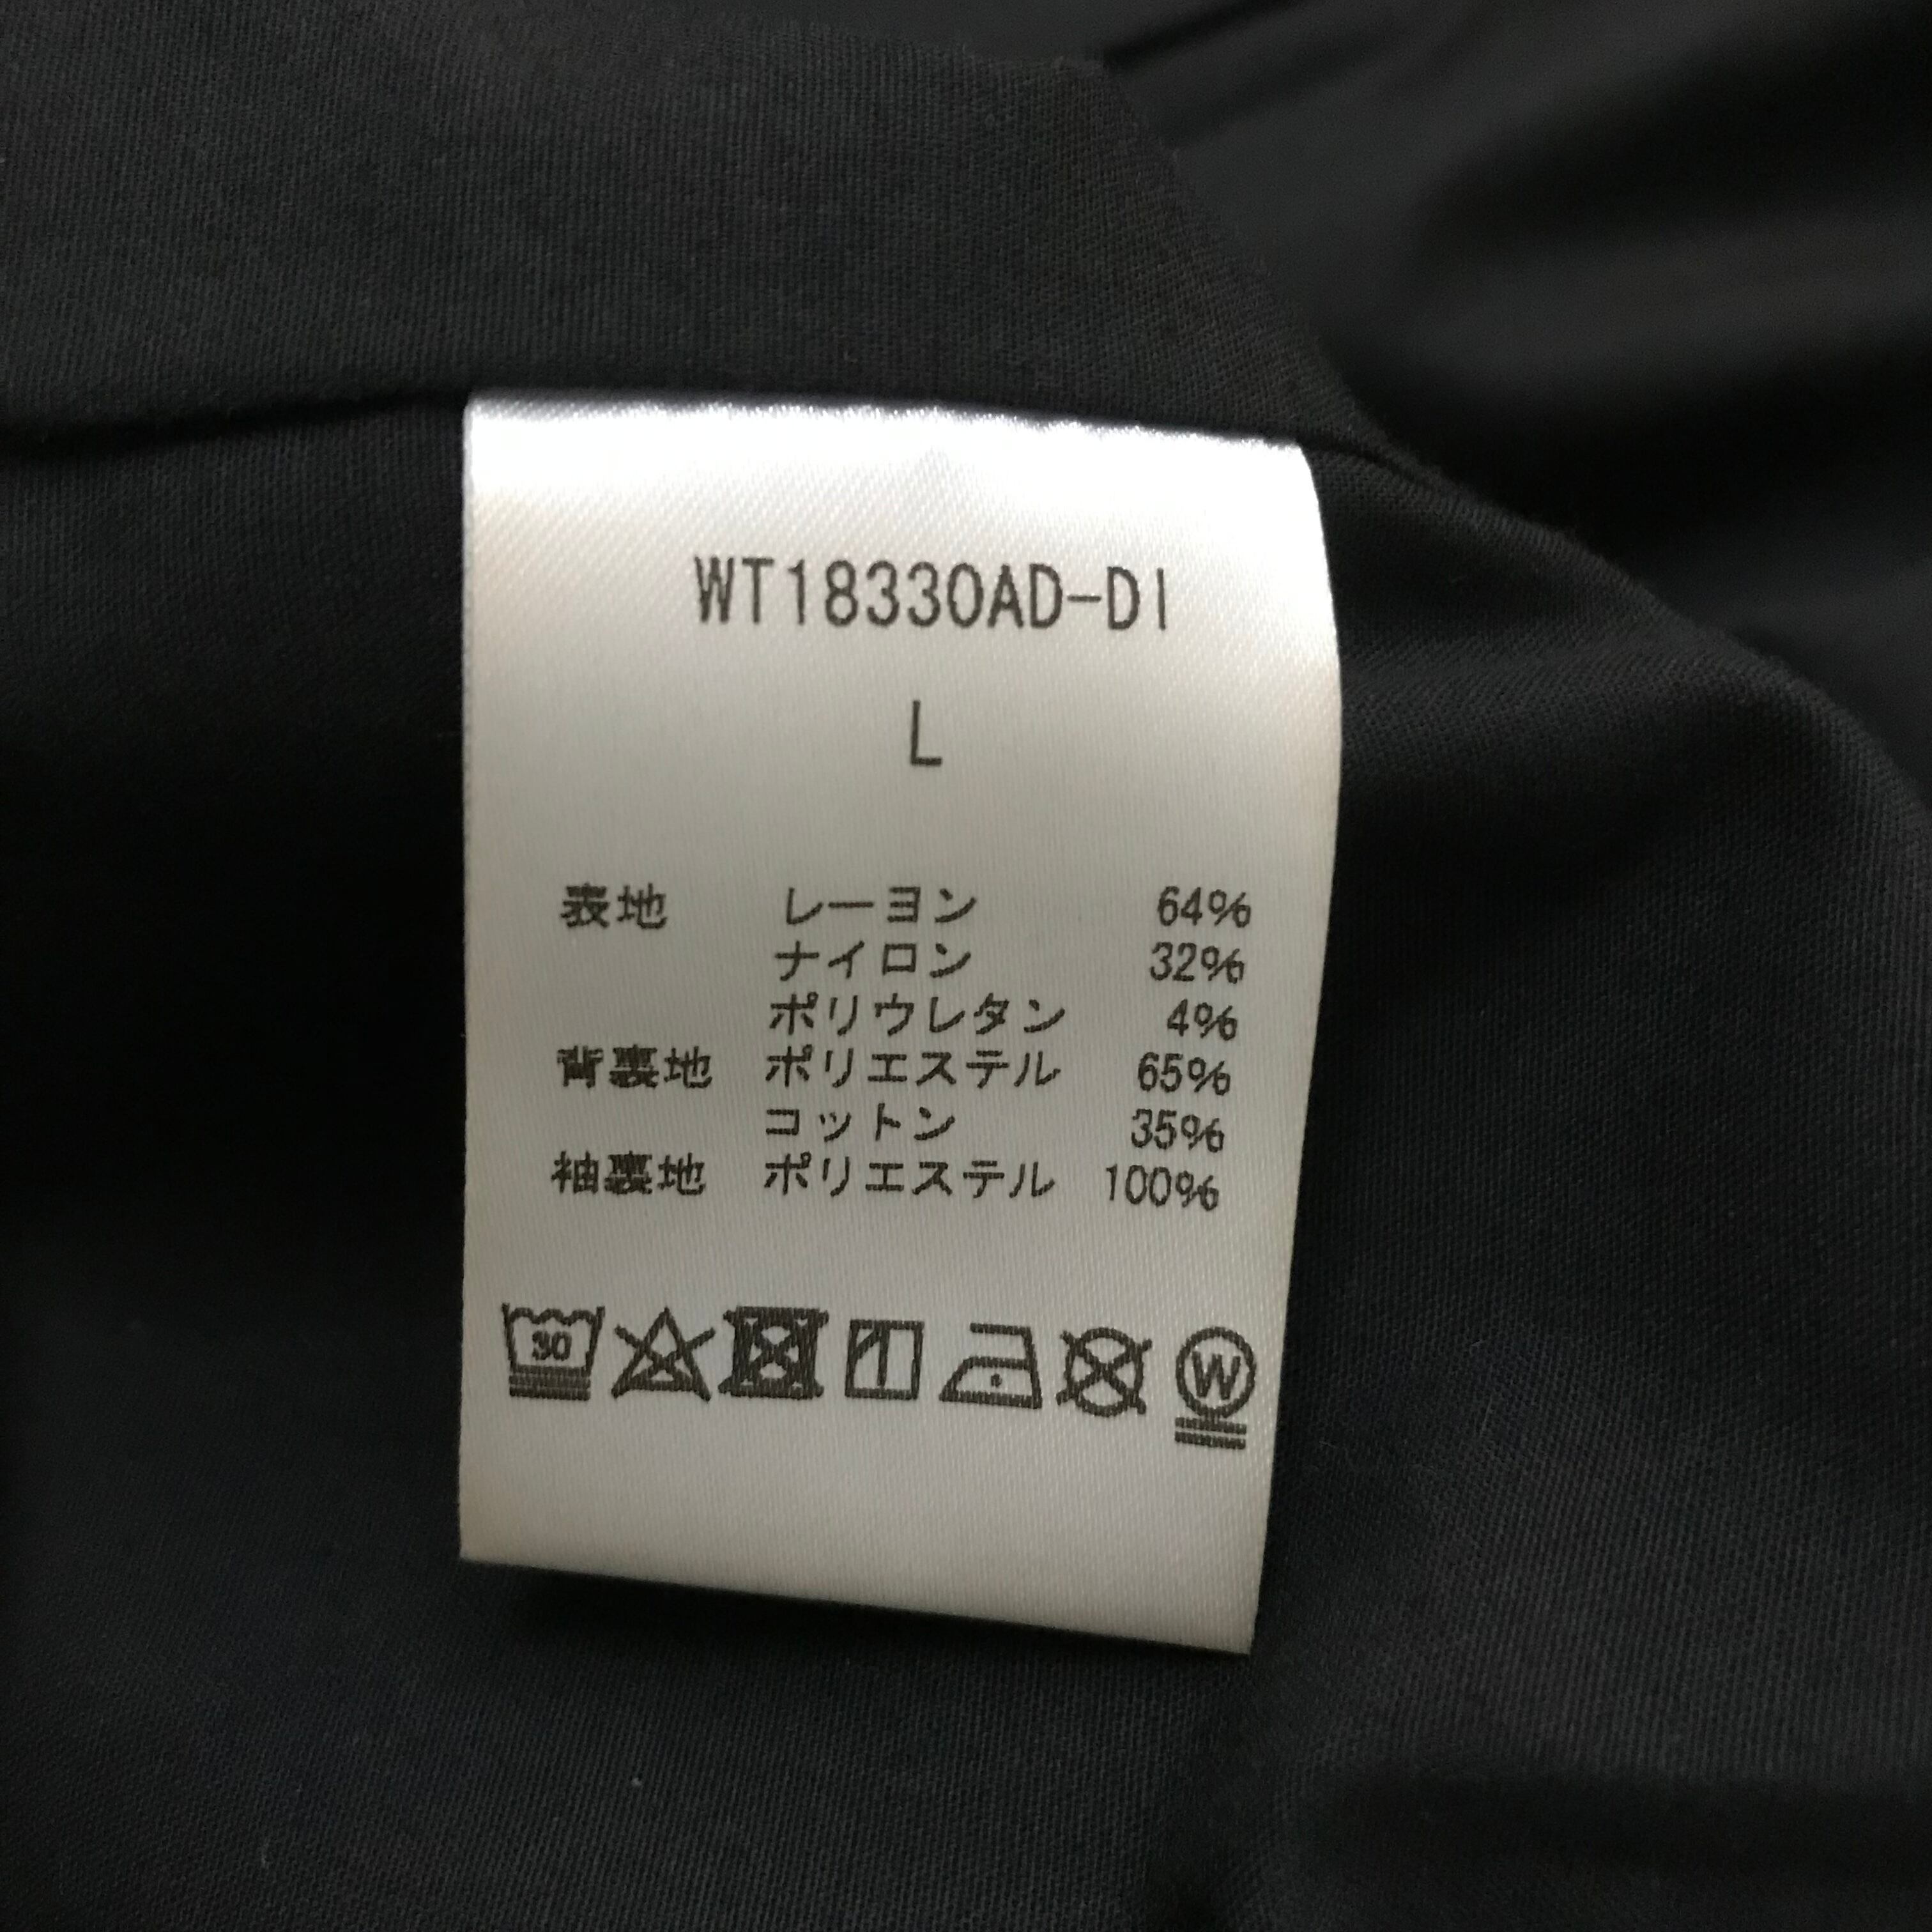 WT18330AD-DI
L
表地 レーヨン 64%
ナイロン 32%
ポリウレタン 4%
背裏地 ポリエステル 65%
コットン 35%
袖裏地 ポリエステル 100%
30
W